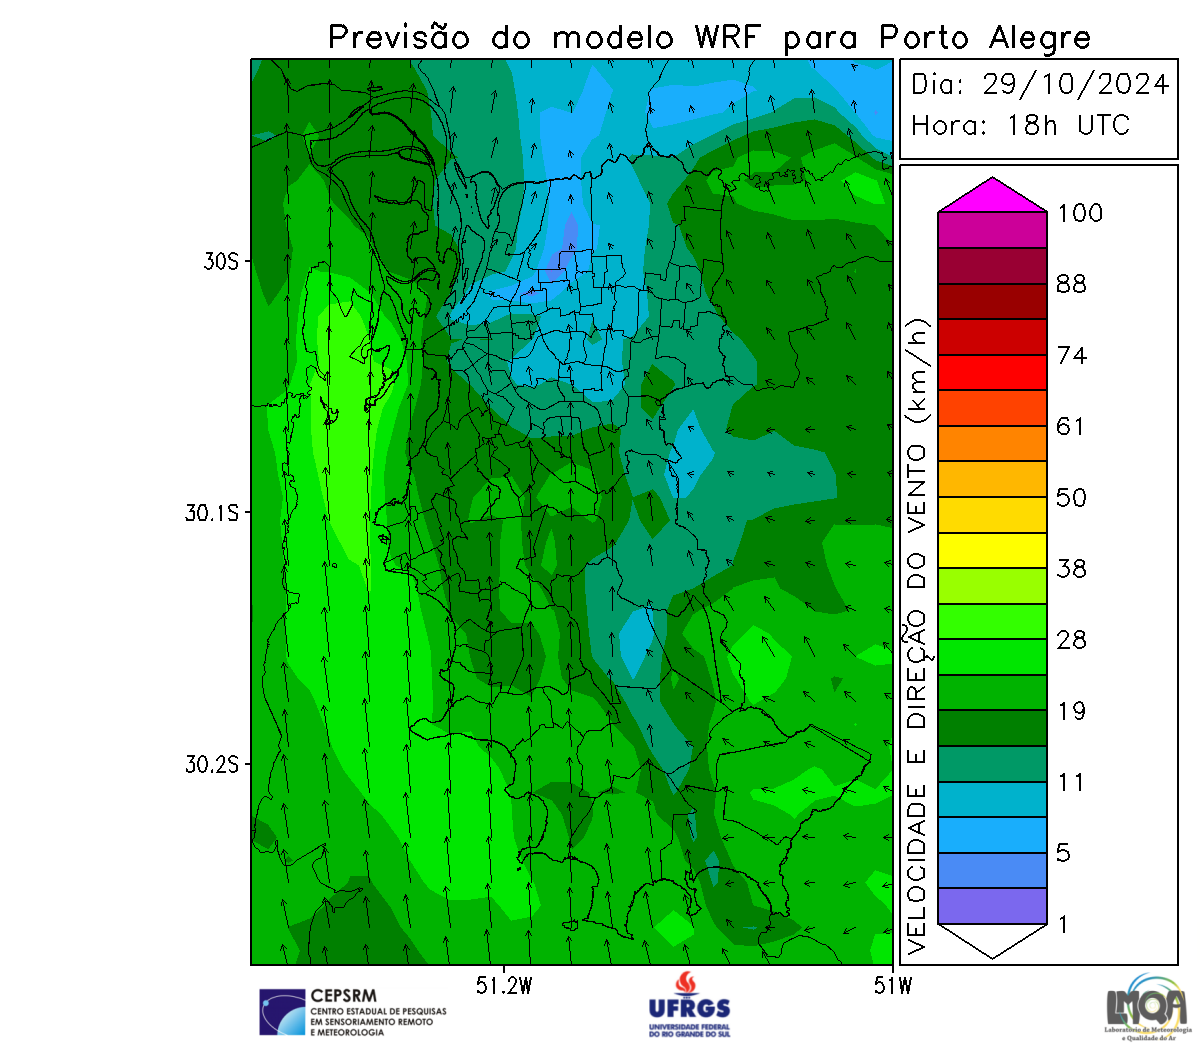 Previsão do modelo WRF para Porto Alegre
Dia: 29/10/2024
Hora: 18h UTC
100
88
74
61
50
38
28
19
11
5
1
VELOCIDADE E DIREÇÃO DO VENTO (km/h)
30S
30.1S
30.2S
51.2W
51W
CEPSRM
CENTRO ESTADUAL DE PESQUISAS
EM SENSORIAMENTO REMOTO
E METEOROLOGIA
UFRGS
UNIVERSIDADE FEDERAL
DO RIO GRANDE DO SUL
LMQA
Laboratório de Meteorologia
e Qualidade do Ar